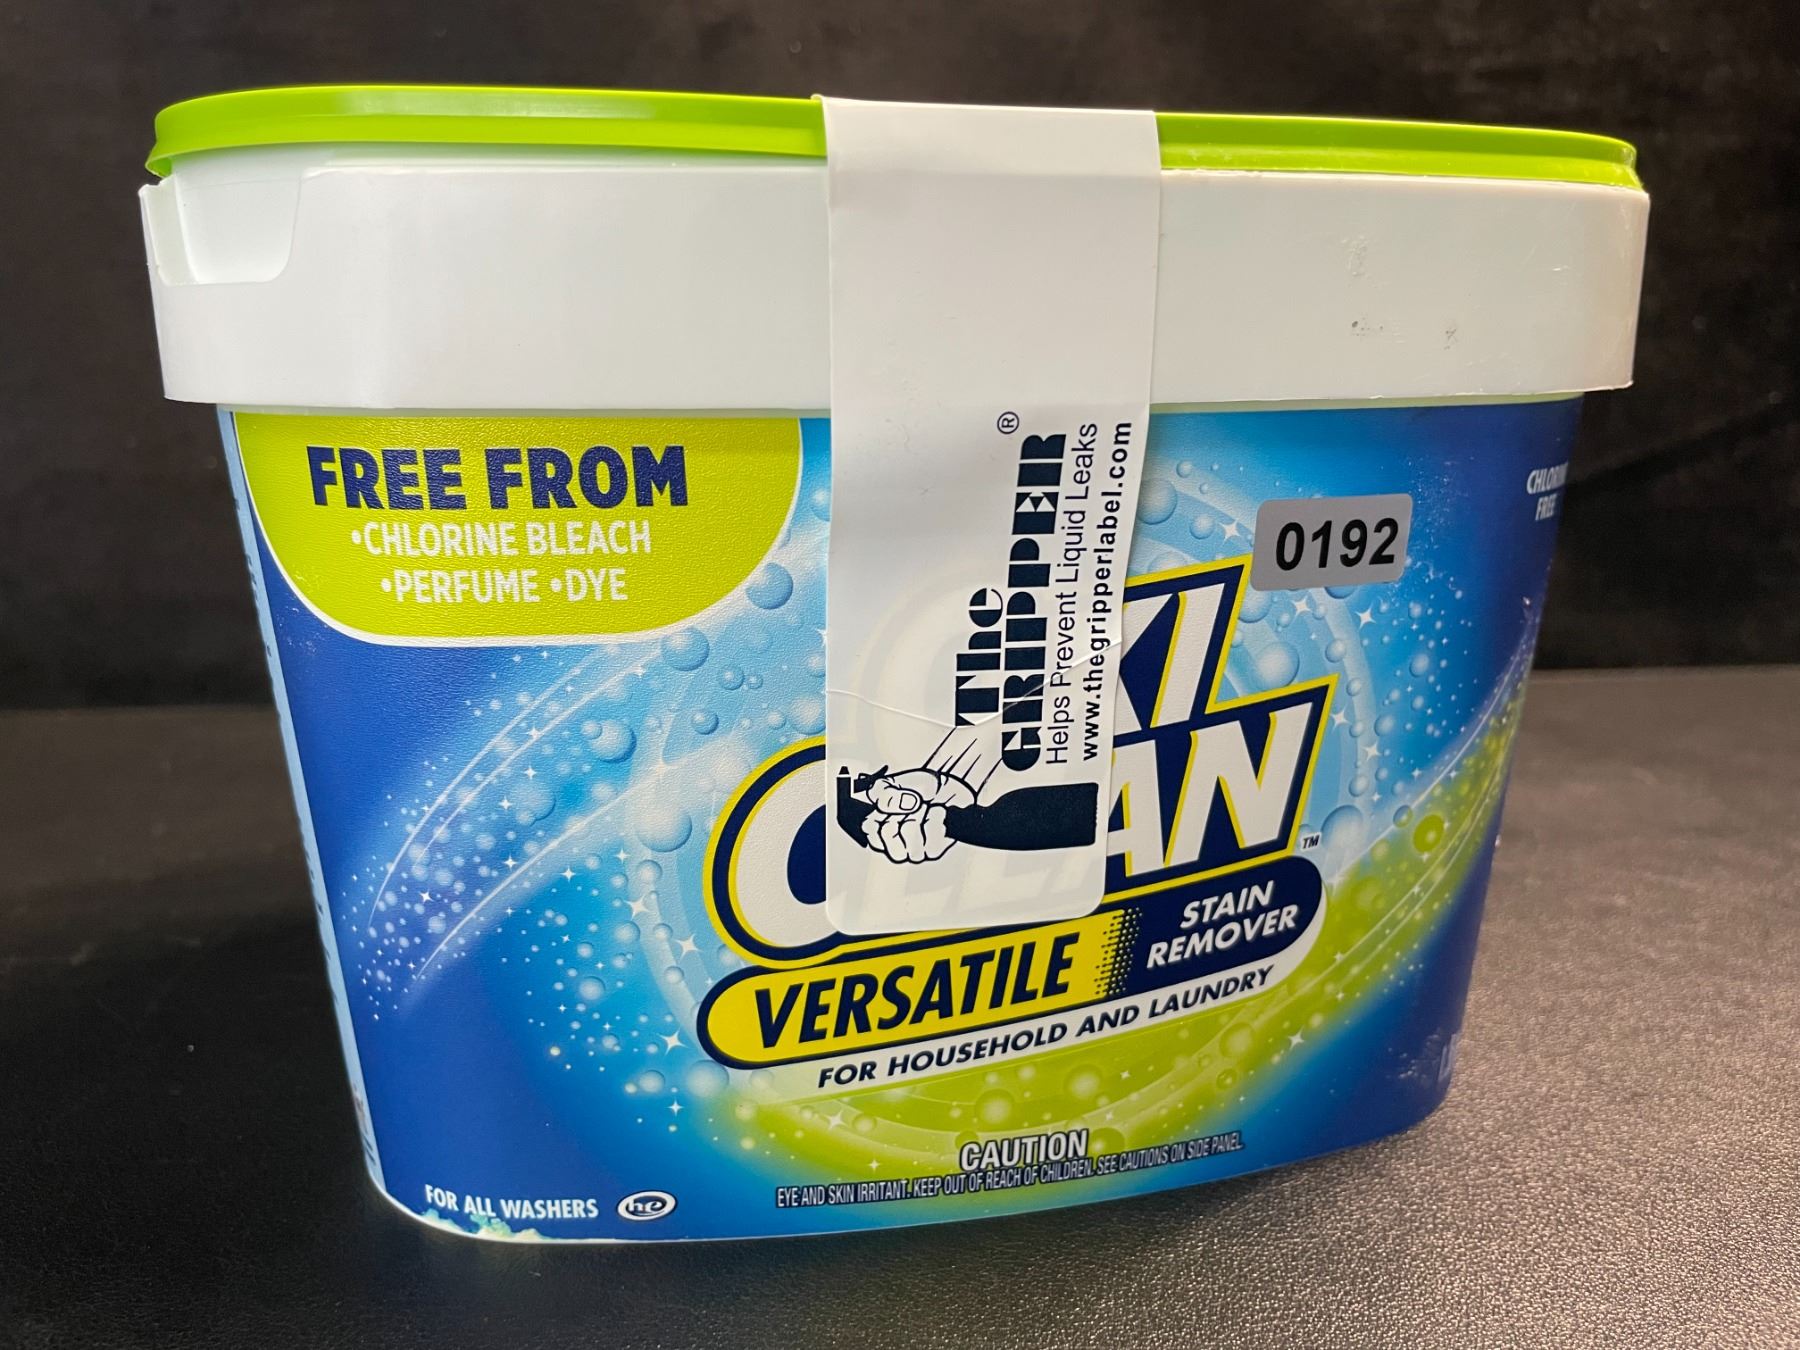 FREE FROM
•CHLORINE BLEACH
•PERFUME •DYE
The
GRIPPER®
Helps Prevent Liquid Leaks
www.thegripperlabel.com
0192
CLEAN™
VERSATILE
STAIN
REMOVER
FOR HOUSEHOLD AND LAUNDRY
CAUTION
EYE AND SKIN IRRITANT. KEEP OUT OF REACH OF CHILDREN. SEE CAUTIONS ON SIDE PANEL.
FOR ALL WASHERS he
FREE